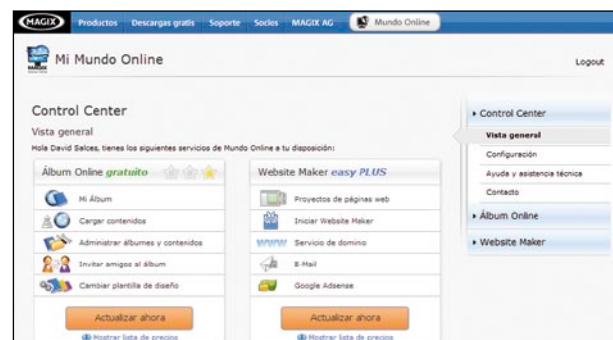 MAGIX Productos Descargas gratis Soporte Socios MAGIX AG Mundo Online
Mi Mundo Online
Logout
Control Center
Vista general
Hola David Salces, tienes los siguientes servicios de Mundo Online a tu disposición:
Álbum Online gratuito
Mi Álbum
Cargar contenidos
Administrar álbumes y contenidos
Invitar amigos al álbum
Cambiar plantilla de diseño
Actualizar ahora
Mostrar lista de precios
Website Maker easy PLUS
Proyectos de páginas web
Iniciar Website Maker
www Servicio de domino
E-Mail
Google Adsense
Actualizar ahora
Mostrar lista de precios
Control Center
Vista general
Configuración
Ayuda y asistencia técnica
Contacto
Álbum Online
Website Maker